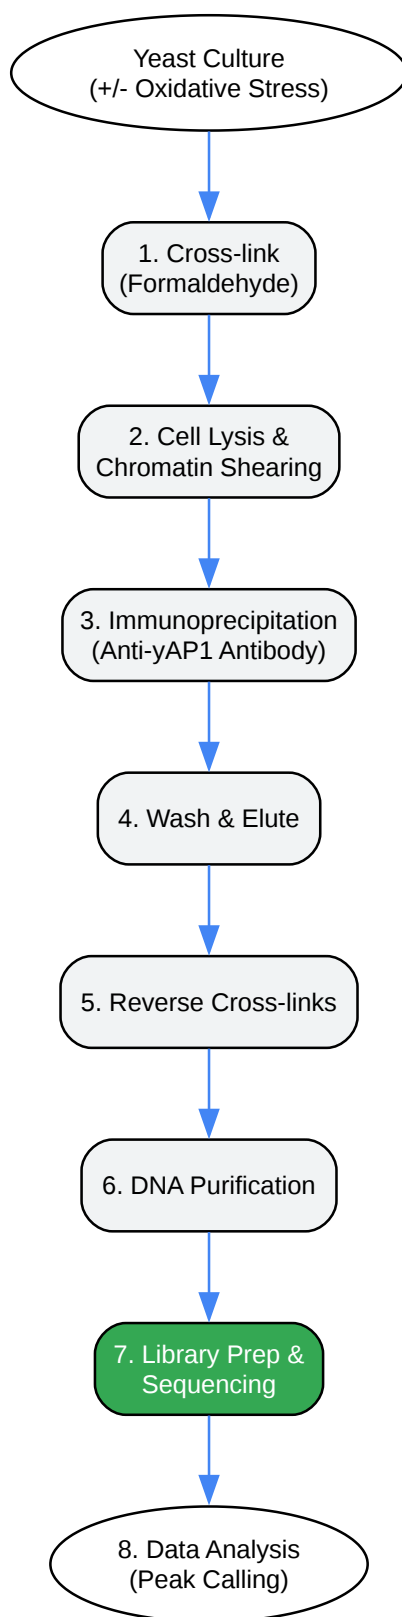 Yeast Culture
(+/- Oxidative Stress)
1. Cross-link
(Formaldehyde)
2. Cell Lysis &
Chromatin Shearing
3. Immunoprecipitation
(Anti-yAP1 Antibody)
4. Wash & Elute
5. Reverse Cross-links
6. DNA Purification
7. Library Prep &
Sequencing
8. Data Analysis
(Peak Calling)